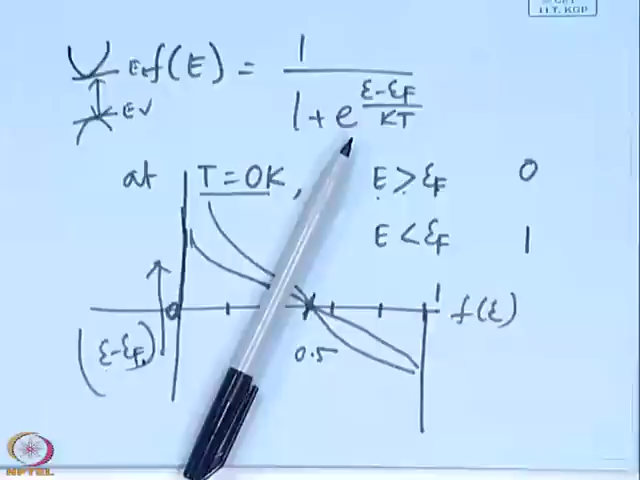 I.I.T. KGP
Ec f(E) = 1 / 1 + e^(E-EF / KT)
EV
at T = 0K, E > EF 0
E < EF 1
1 f(E)
0
(E-EF)
0.5
NPTEL